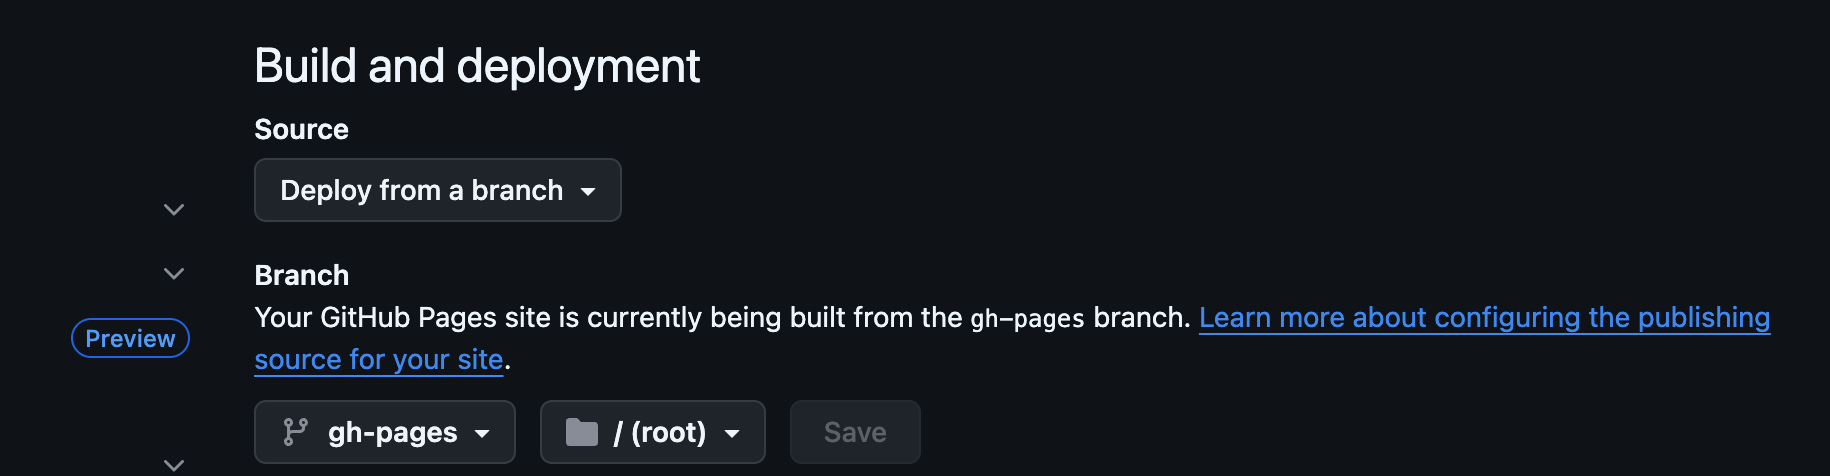 Build and deployment
Source
Deploy from a branch
Branch
Preview
Your GitHub Pages site is currently being built from the gh-pages branch. Learn more about configuring the publishing
source for your site.
gh-pages
/ (root)
Save